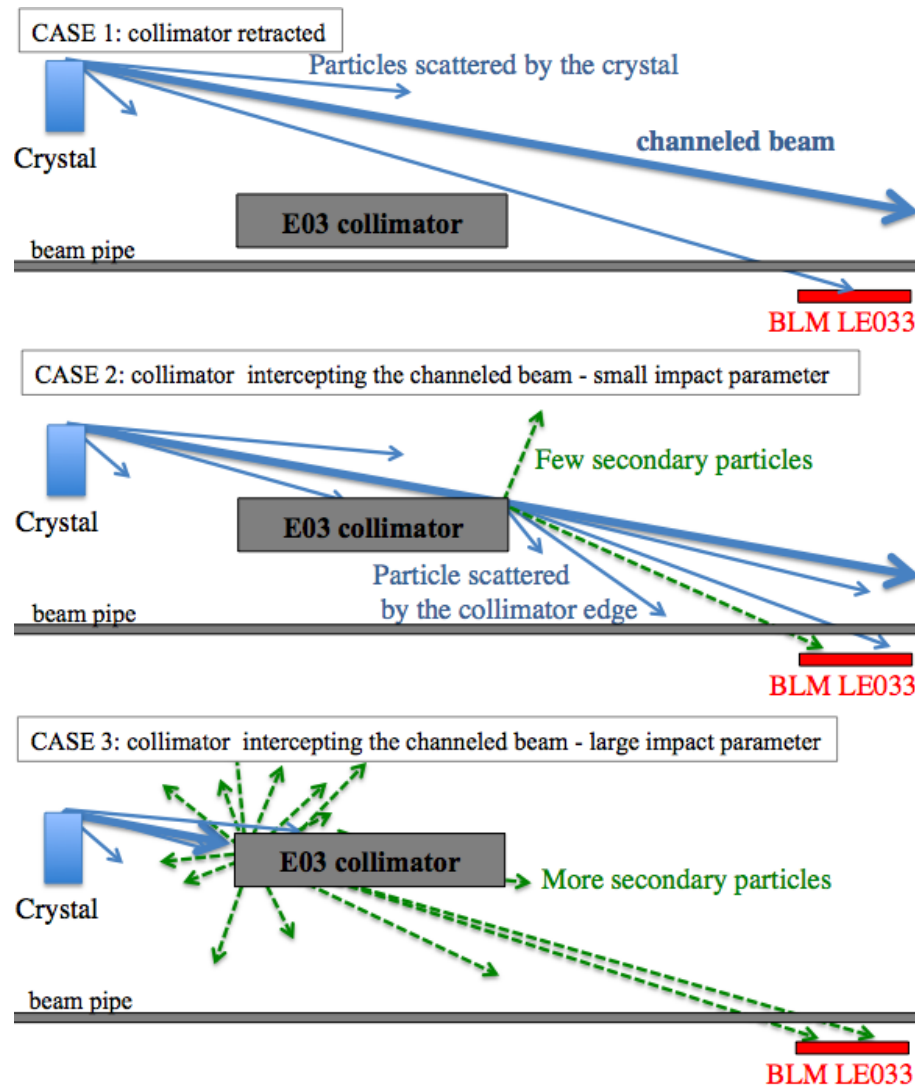 CASE 1: collimator retracted
Particles scattered by the crystal
channeled beam
Crystal
E03 collimator
beam pipe
BLM LE033
CASE 2: collimator intercepting the channeled beam - small impact parameter
Few secondary particles
Crystal
E03 collimator
Particle scattered
by the collimator edge
beam pipe
BLM LE033
CASE 3: collimator intercepting the channeled beam - large impact parameter
E03 collimator
More secondary particles
Crystal
beam pipe
BLM LE033